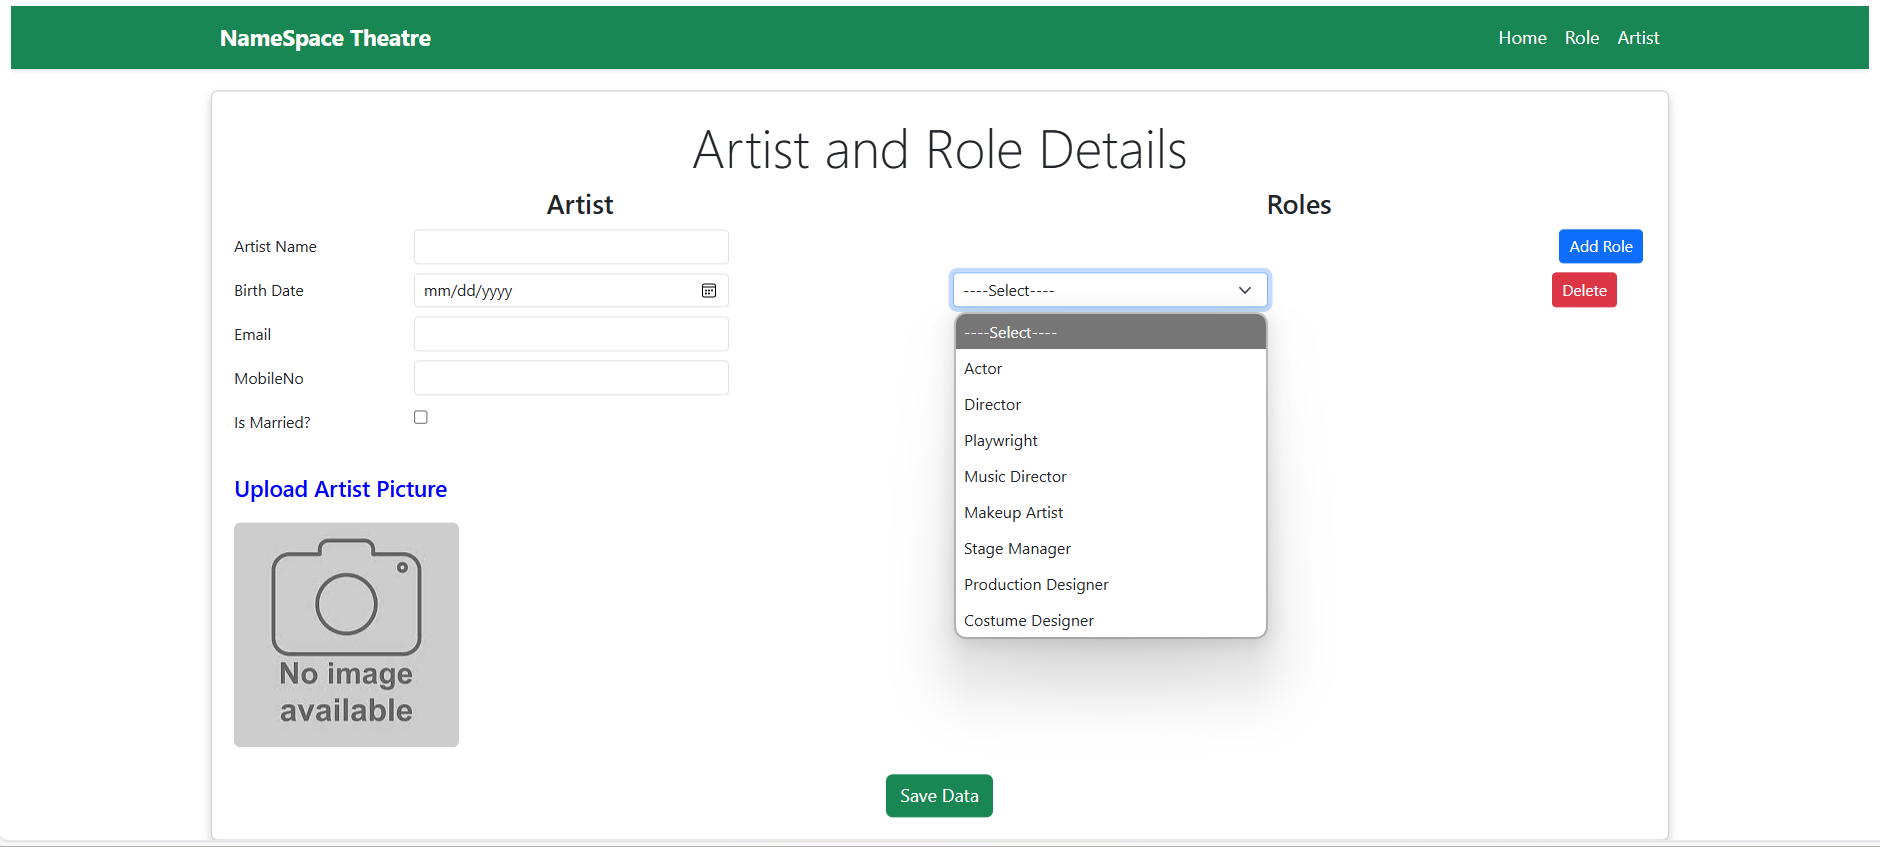 NameSpace Theatre
Home Role Artist
Artist and Role Details
Artist
Roles
Artist Name
Add Role
Birth Date
mm/dd/yyyy
----Select----
Delete
Email
MobileNo
Is Married?
----Select----
Actor
Director
Playwright
Music Director
Makeup Artist
Stage Manager
Production Designer
Costume Designer
Upload Artist Picture
No image
available
Save Data